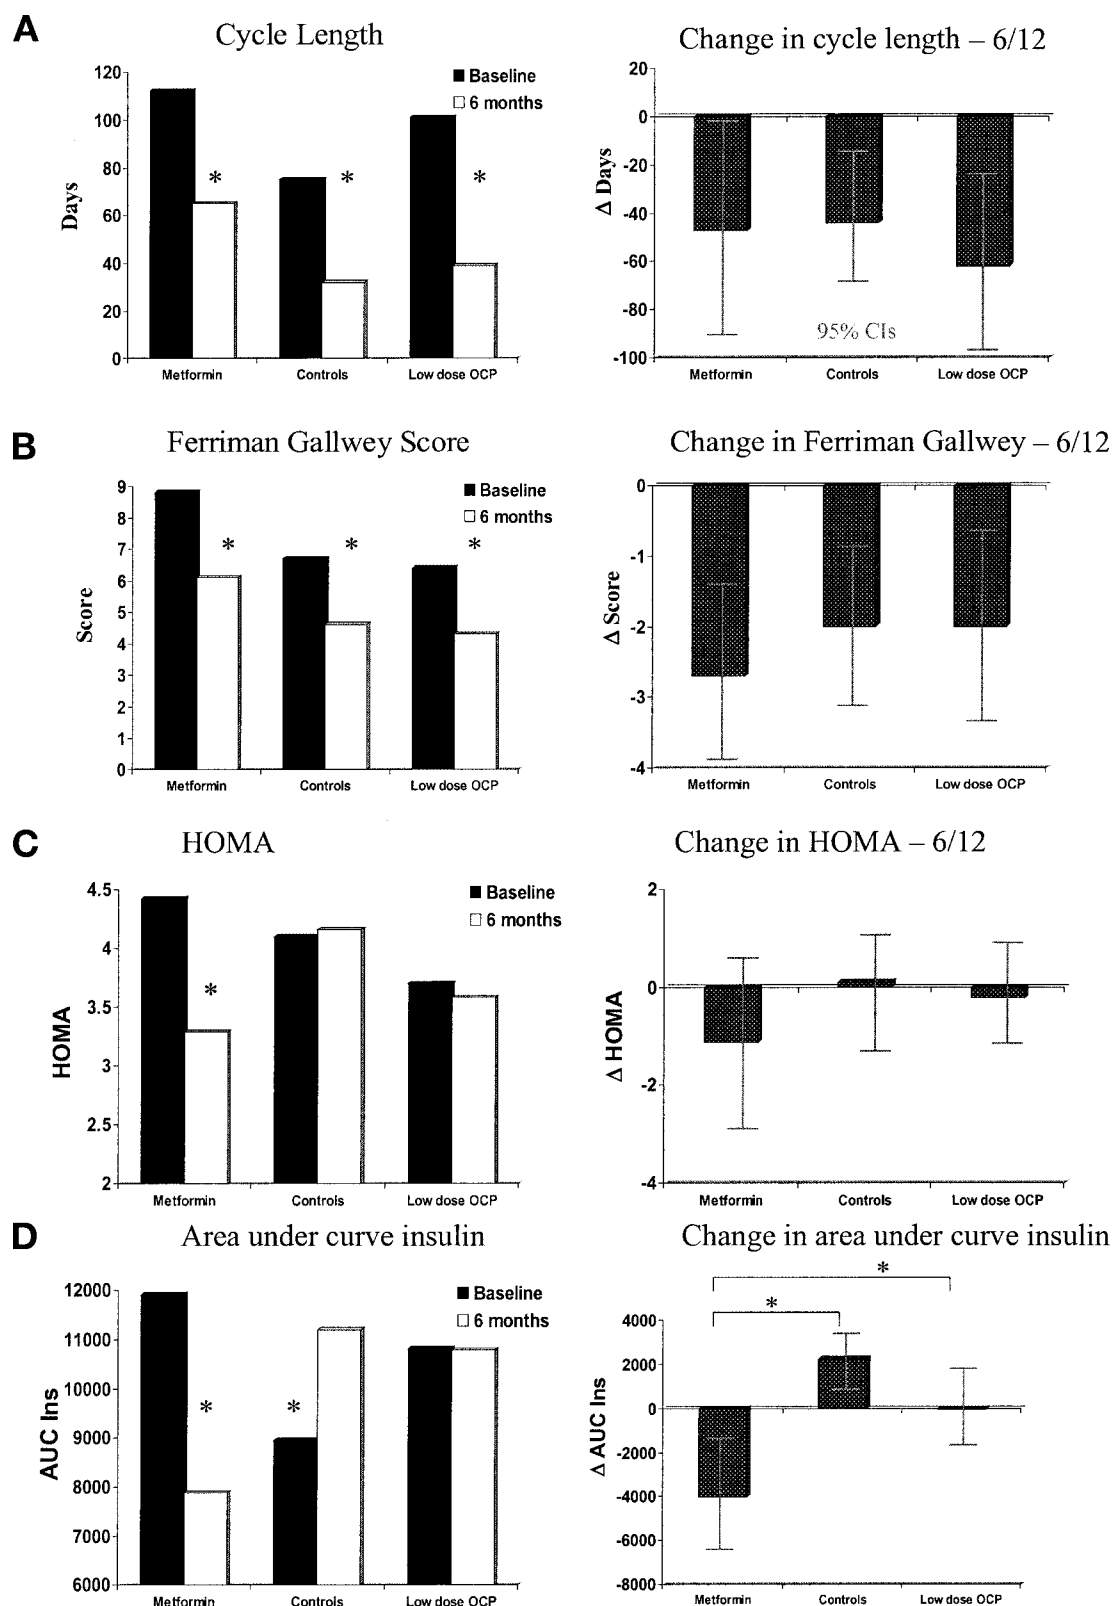 A
Cycle Length
Change in cycle length – 6/12
120
100
80
60
40
20
0
Days
Baseline
6 months
*
*
*
Metformin
Controls
Low dose OCP
20
0
-20
-40
-60
-80
-100
Δ Days
95% CIs
Metformin
Controls
Low dose OCP
B
Ferriman Gallwey Score
Change in Ferriman Gallwey – 6/12
9
8
7
6
5
4
3
2
1
0
Score
Baseline
6 months
*
*
*
Metformin
Controls
Low dose OCP
0
-1
-2
-3
-4
Δ Score
Metformin
Controls
Low dose OCP
C
HOMA
Change in HOMA – 6/12
4.5
4
3.5
3
2.5
2
HOMA
Baseline
6 months
*
Metformin
Controls
Low dose OCP
2
0
-2
-4
Δ HOMA
Metformin
Controls
Low dose OCP
D
Area under curve insulin
Change in area under curve insulin
12000
11000
10000
9000
8000
7000
6000
AUC Ins
Baseline
6 months
*
*
Metformin
Controls
Low dose OCP
*
*
4000
2000
0
-2000
-4000
-6000
-8000
Δ AUC Ins
Metformin
Controls
Low dose OCP